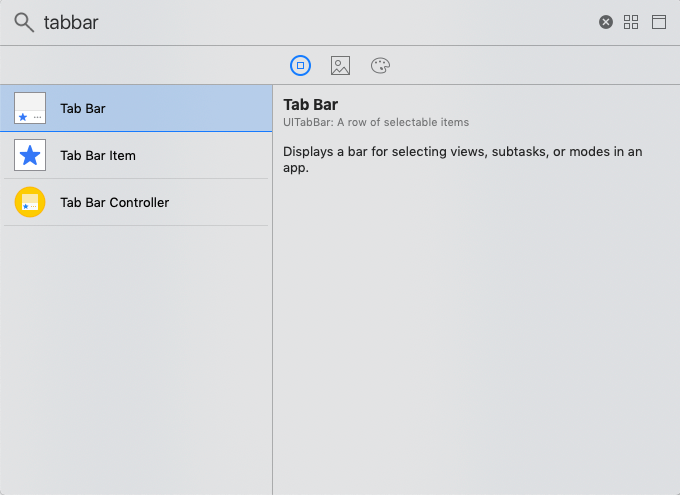 tabbar
Tab Bar
Tab Bar Item
Tab Bar Controller
Tab Bar
UITabBar: A row of selectable items
Displays a bar for selecting views, subtasks, or modes in an
app.